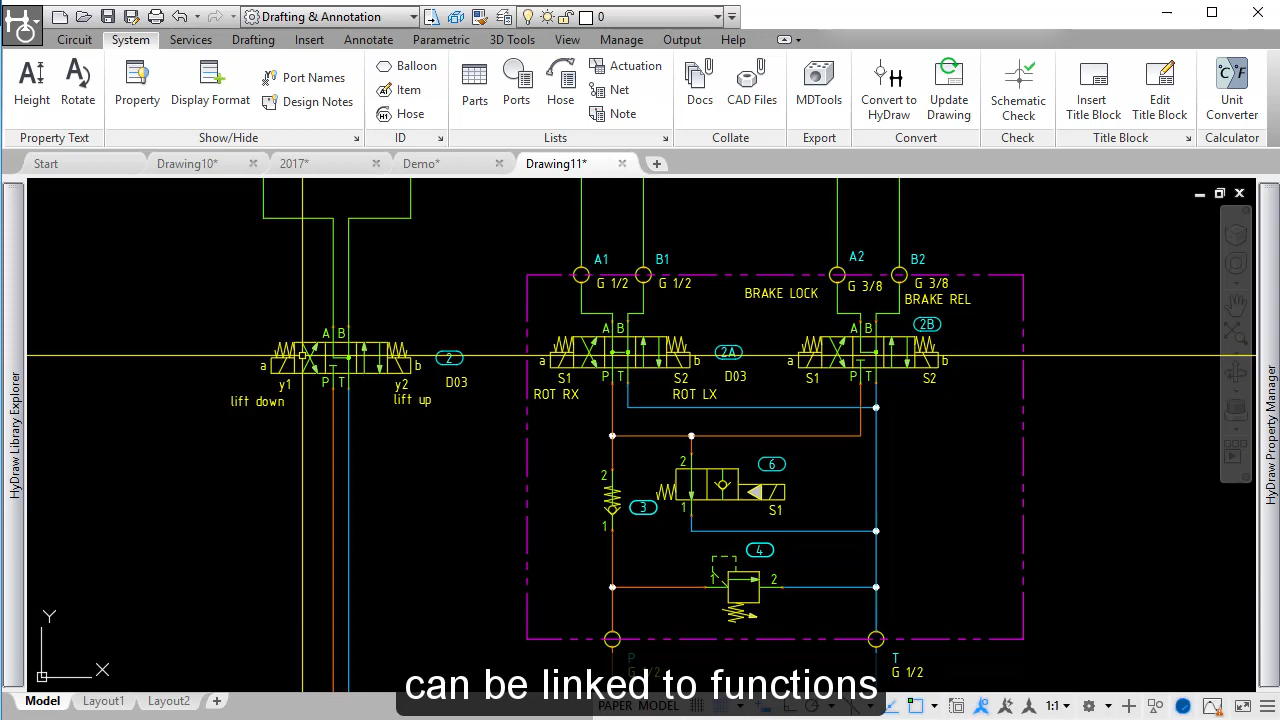 Drafting & Annotation
0
Circuit System Services Drafting Insert Annotate Parametric 3D Tools View Manage Output Help
Height Rotate
Property Text
Property Display Format
Port Names
Design Notes
Show/Hide
Balloon
Item
Hose
ID
Parts Ports Hose
Actuation
Net
Note
Lists
Docs CAD Files
Collate
MDTools
Export
Convert to HyDraw
Update Drawing
Convert
Schematic Check
Check
Insert Title Block
Edit Title Block
Title Block
Unit Converter
Calculator
Start Drawing10* 2017* Demo* Drawing11*
HyDraw Library Explorer
HyDraw Property Manager
A1 B1 A2 B2
G 1/2 G 1/2 G 3/8 G 3/8
BRAKE LOCK BRAKE REL
2B
A B A B A B
a b 2 a b 2A a b
P T P T P T
y1 y2 D03 S1 S2 D03 S1 S2
lift down lift up ROT RX ROT LX
2 6
2
3 1
1 S1
4
1 2
P T
G 1/2 G 1/2
Y
X
can be linked to functions
Model Layout1 Layout2
PAPER MODEL 1:1